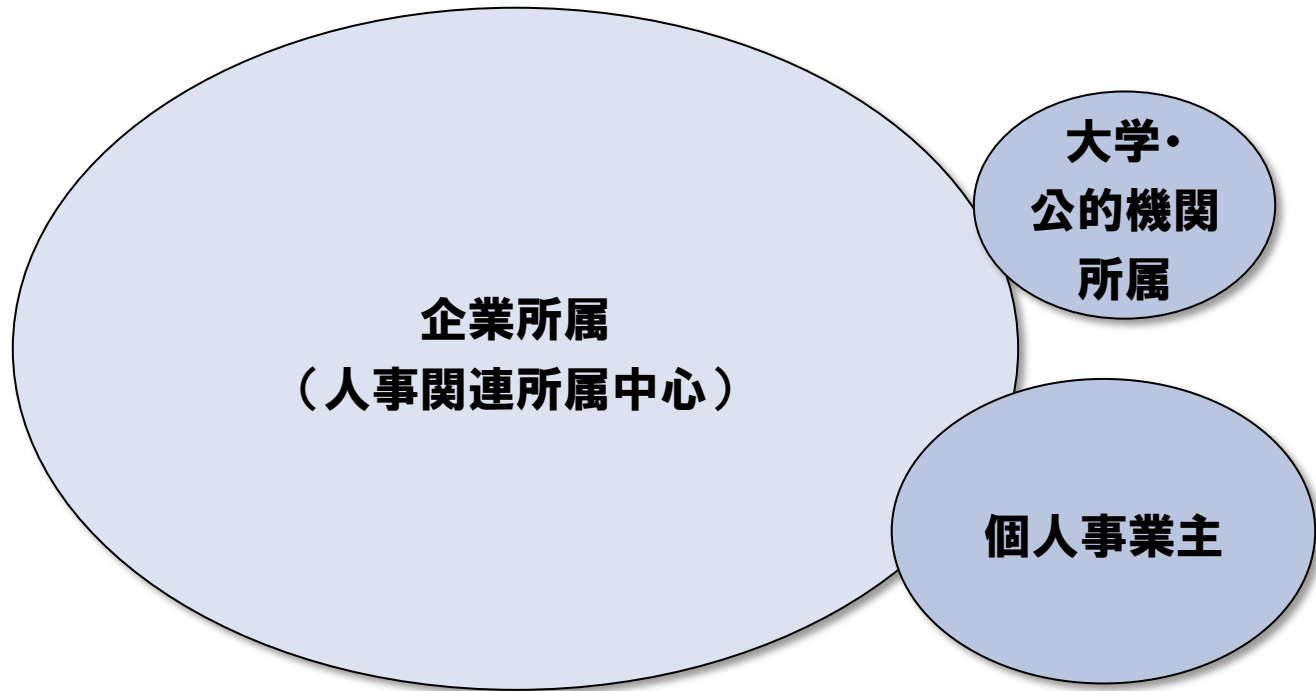 企業所属
（人事関連所属中心）
大学・
公的機関
所属
個人事業主